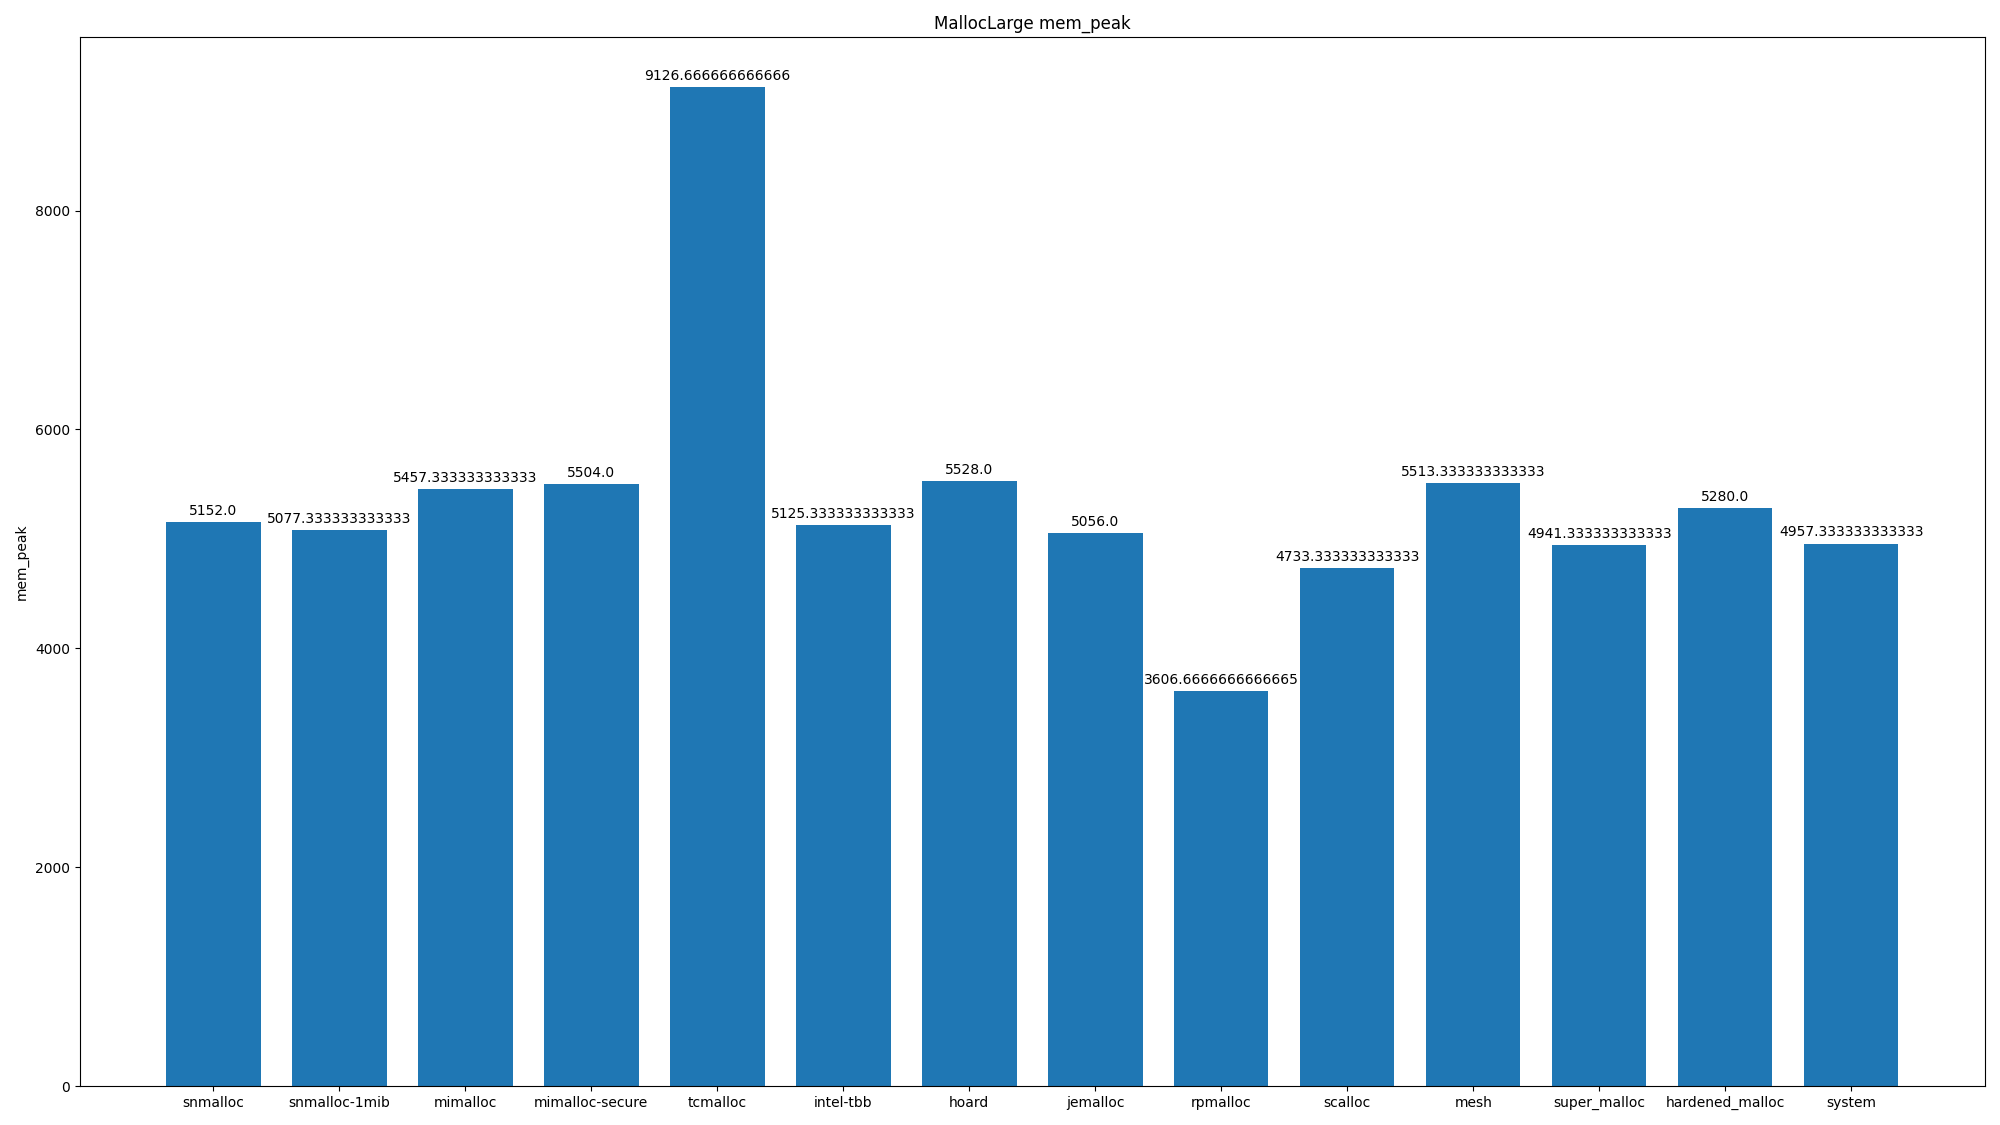 MallocLarge mem_peak
mem_peak
8000
6000
4000
2000
0
5152.0
5077.333333333333
5457.333333333333
5504.0
9126.666666666666
5125.333333333333
5528.0
5056.0
3606.6666666666665
4733.333333333333
5513.333333333333
4941.333333333333
5280.0
4957.333333333333
snmalloc
snmalloc-1mib
mimalloc
mimalloc-secure
tcmalloc
intel-tbb
hoard
jemalloc
rpmalloc
scalloc
mesh
super_malloc
hardened_malloc
system